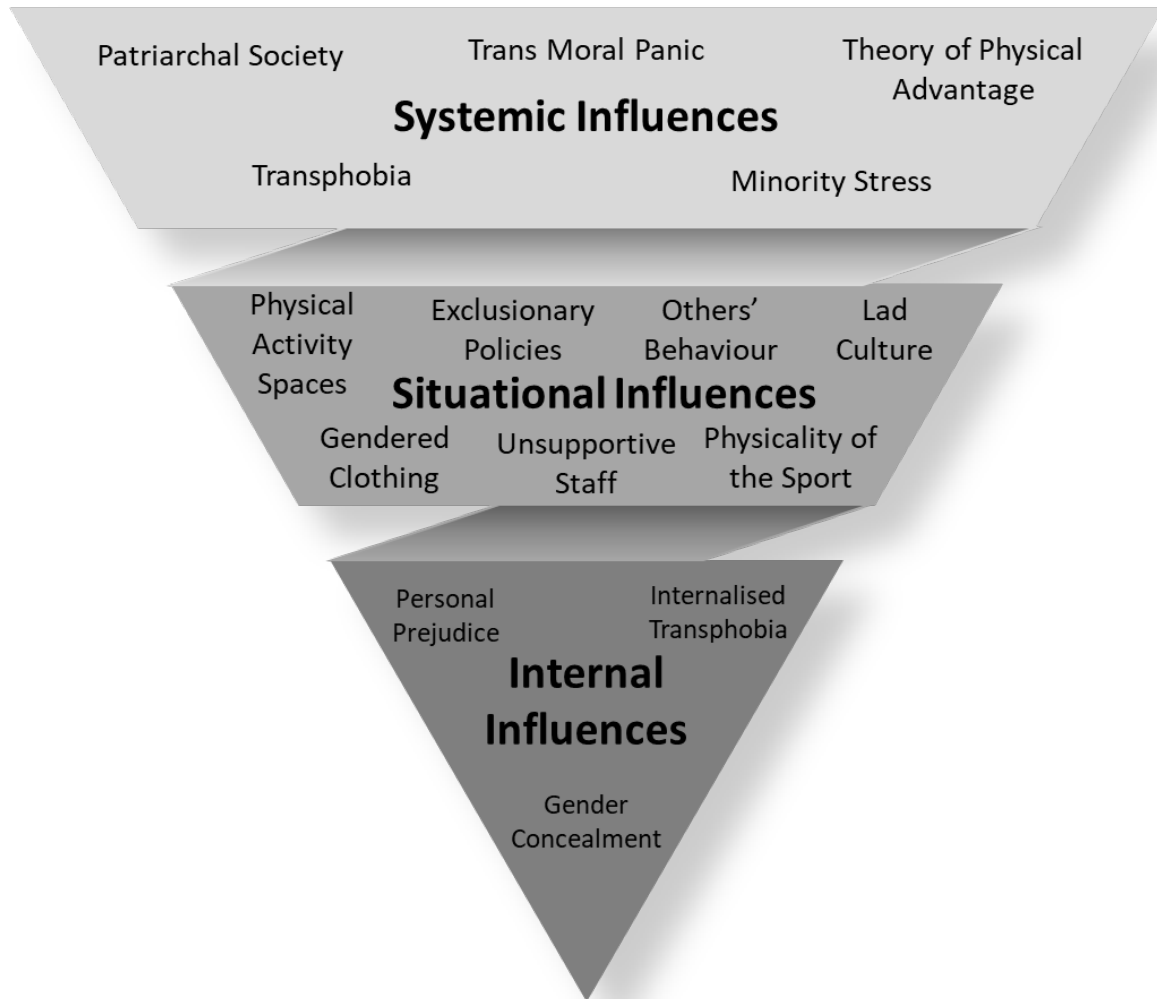 Patriarchal Society
Trans Moral Panic
Theory of Physical
Advantage
Systemic Influences
Transphobia
Minority Stress
Physical
Activity
Spaces
Exclusionary
Policies
Others’
Behaviour
Lad
Culture
Situational Influences
Gendered
Clothing
Unsupportive
Staff
Physicality of
the Sport
Personal
Prejudice
Internalised
Transphobia
Internal
Influences
Gender
Concealment